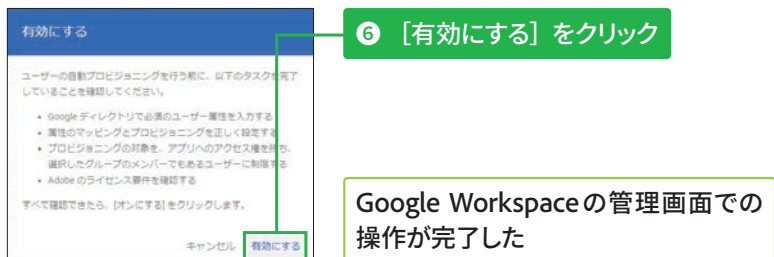 有効にする
❻ [有効にする] をクリック
ユーザーの自動プロビジョニングを行う前に、以下のタスクを完了
していることを確認してください。
• Google ディレクトリで必須のユーザー属性を入力する
• 属性のマッピングとプロビジョニングを正しく設定する
• プロビジョニングの対象を、アプリへのアクセス権を持ち、
選択したグループのメンバーでもあるユーザーに制限する
• Adobe のライセンス要件を確認する
すべて確認できたら、[オンにする] をクリックします。
キャンセル 有効にする
Google Workspaceの管理画面での
操作が完了した